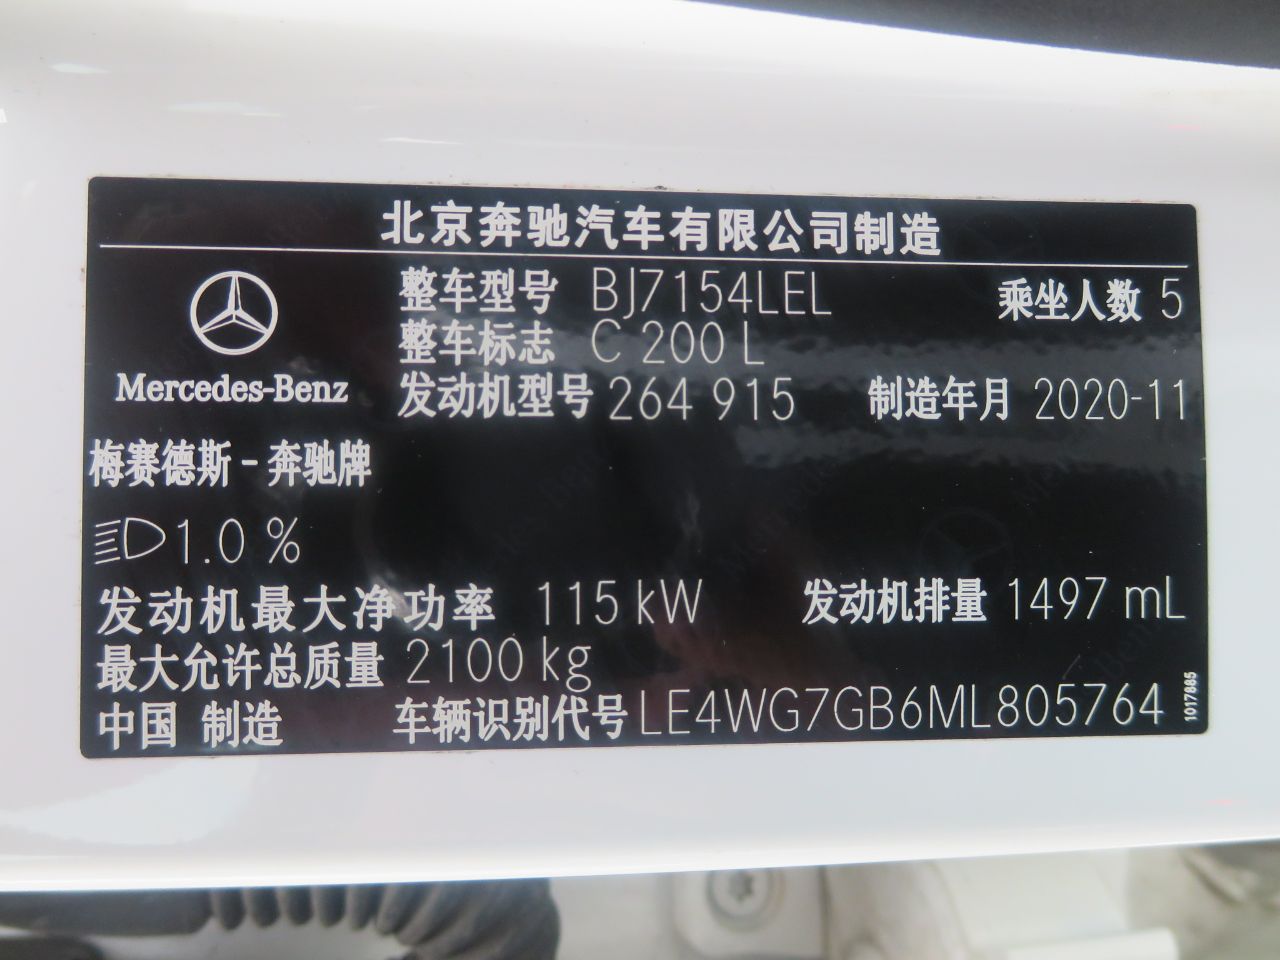 北京奔驰汽车有限公司制造
整车型号 BJ7154LEL 乘坐人数 5
整车标志 C 200 L
Mercedes-Benz
发动机型号 264 915 制造年月 2020-11
梅赛德斯-奔驰牌
1.0 %
发动机最大净功率 115 kW 发动机排量 1497 mL
最大允许总质量 2100 kg
中国 制造 车辆识别代号 LE4WG7GB6ML805764
1017885